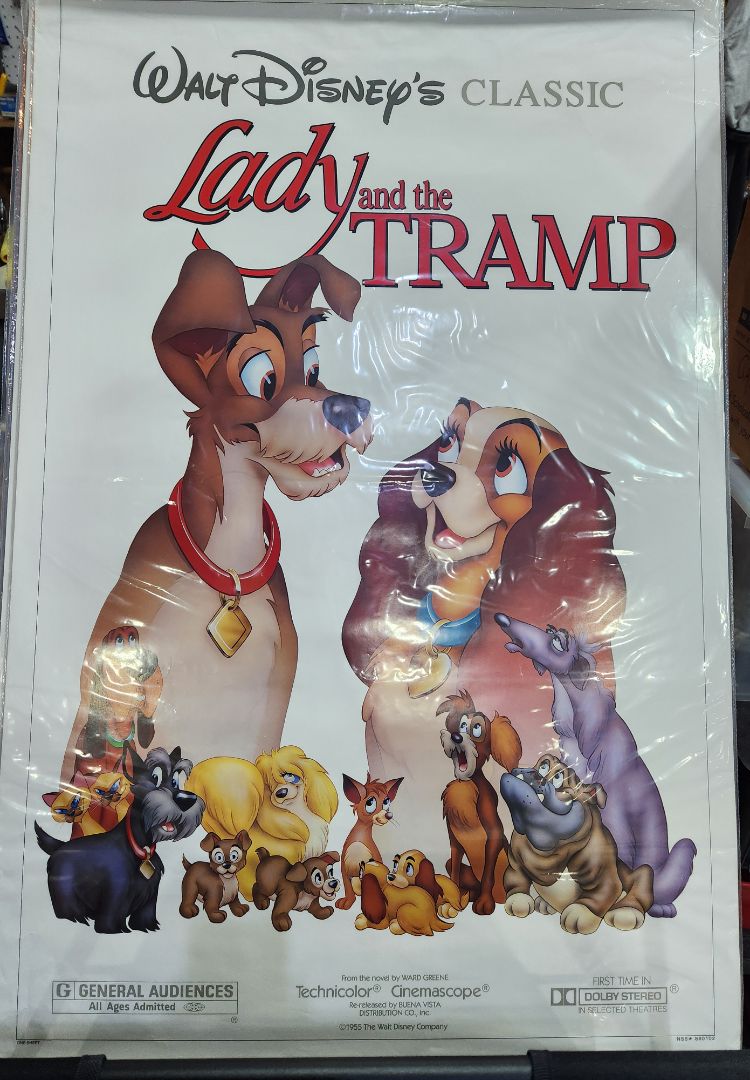 WALT DISNEY'S CLASSIC
Lady and the
TRAMP
G GENERAL AUDIENCES
All Ages Admitted
®
From the novel by WARD GREENE
Technicolor® Cinemascope®
Re-released by BUENA VISTA
DISTRIBUTION CO., Inc.
©1955 The Walt Disney Company
FIRST TIME IN
DOLBY STEREO ®
IN SELECTED THEATRES
ONE-SHEET